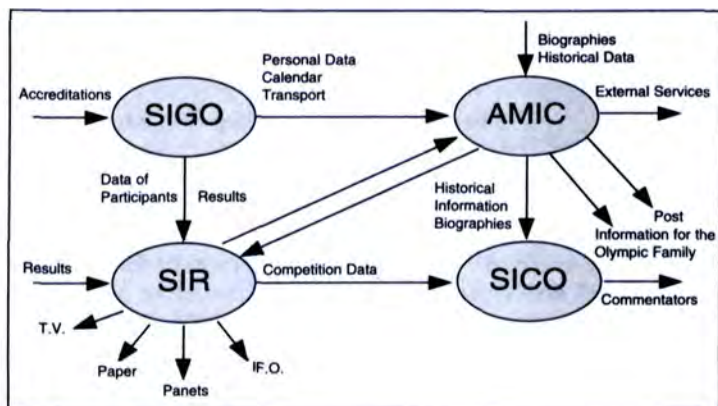 Biographies
Historical Data
Personal Data
Calendar
Transport
Accreditations
External Services
SIGO
AMIC
Data of
Participants
Results
Historical
Information
Biographies
Post
Information for the
Olympic Family
Results
SIR
Competition Data
SICO
Commentators
T.V.
Paper
Panets
IF.O.